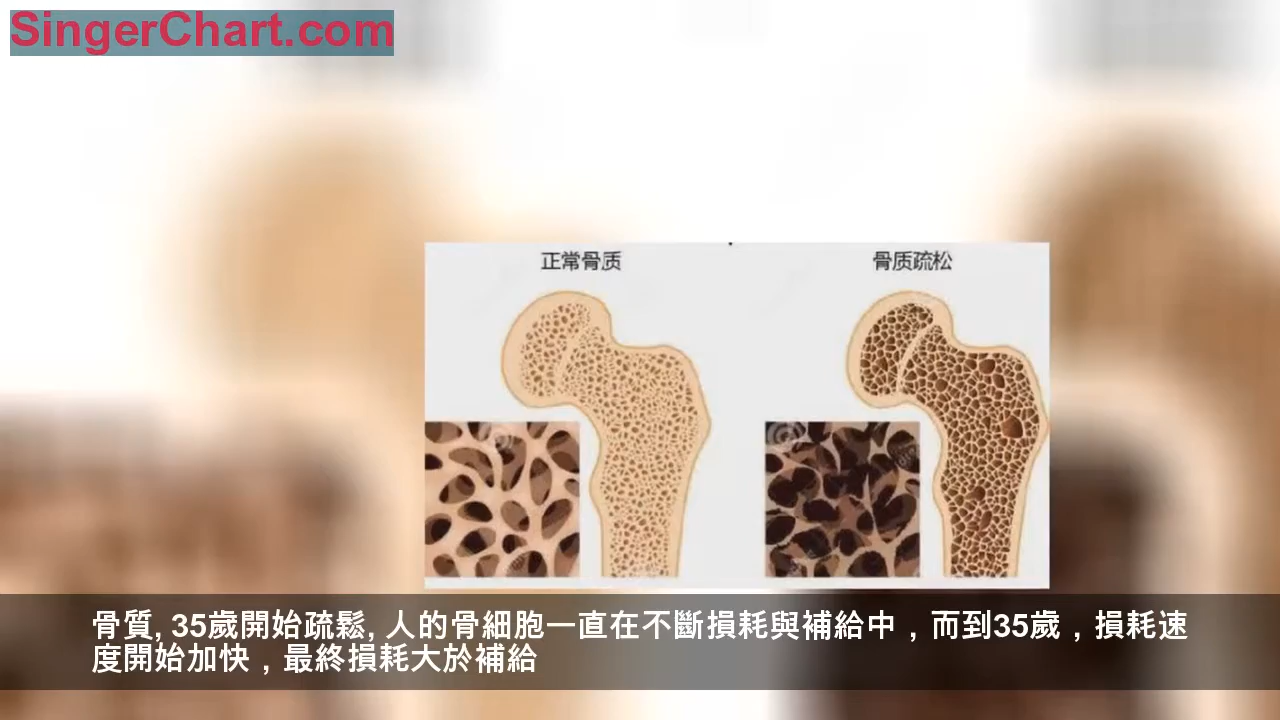 SingerChart.com
正常骨质
骨质疏松
骨質, 35歲開始疏鬆, 人的骨細胞一直在不斷損耗與補給中，而到35歲，損耗速
度開始加快，最終損耗大於補給